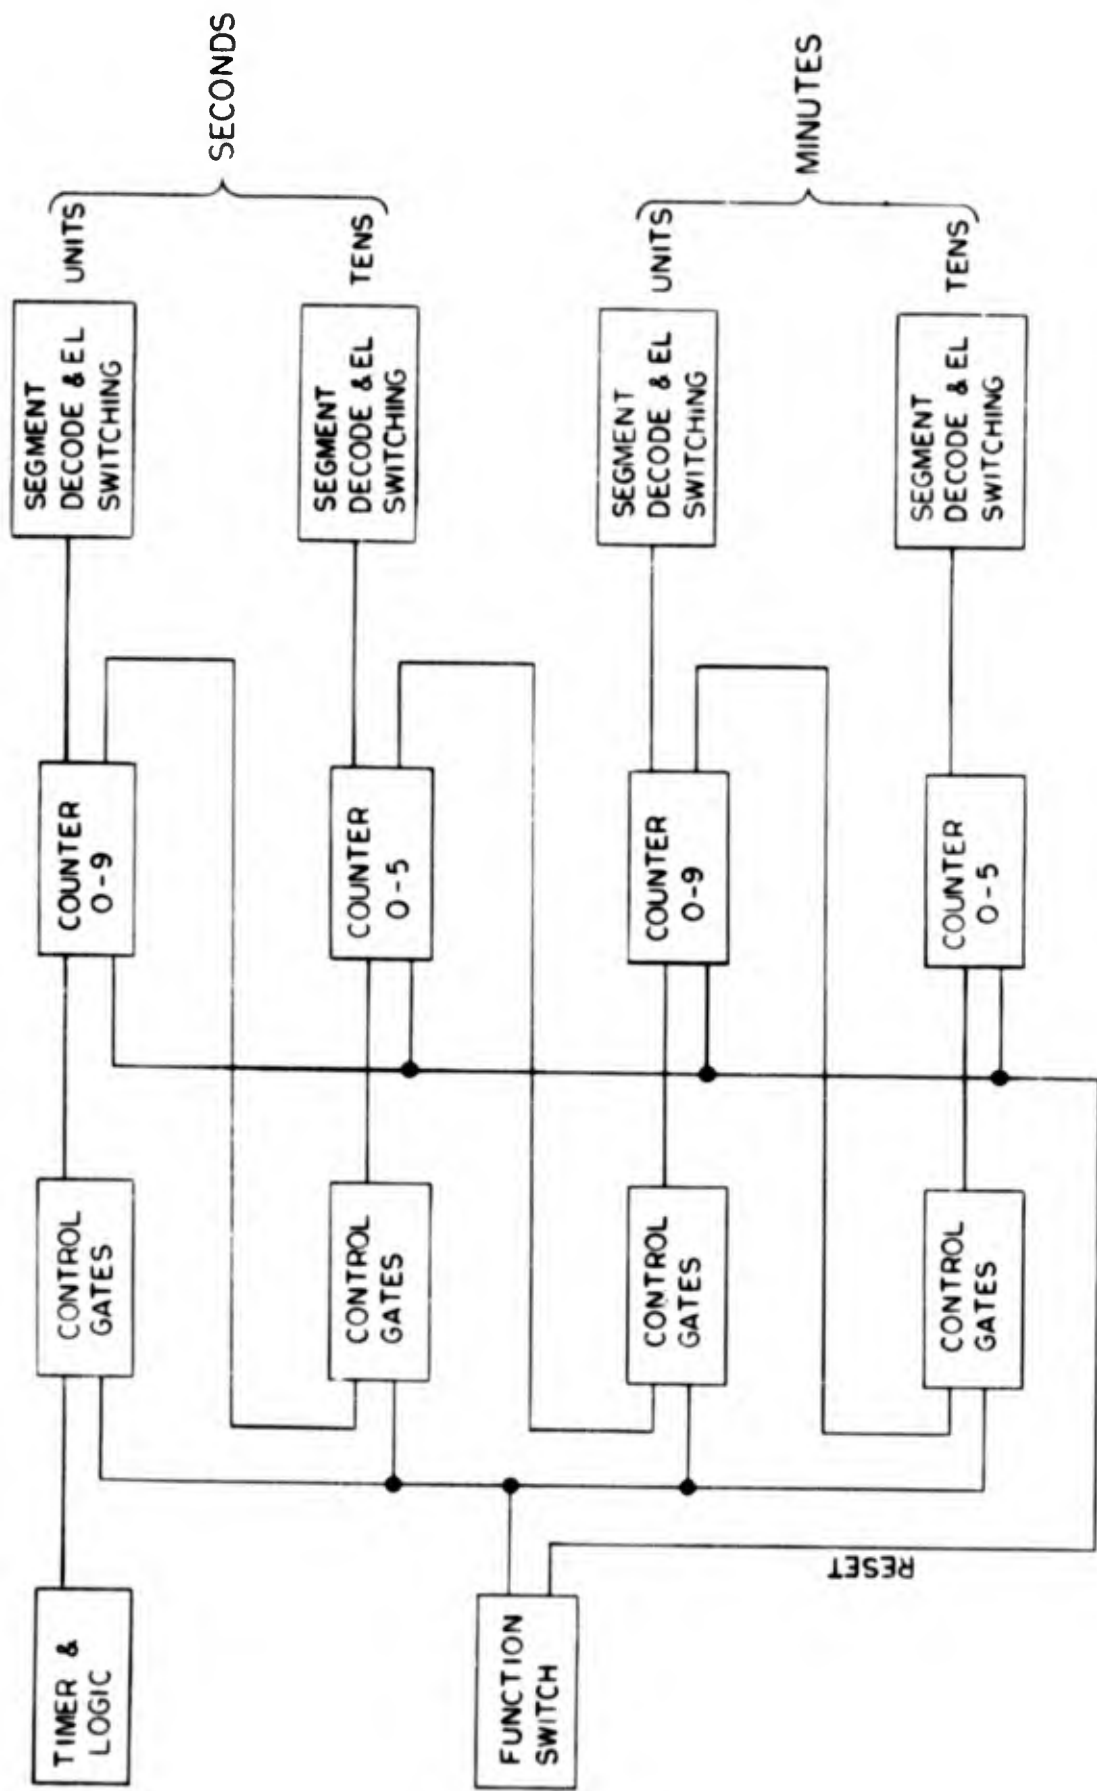 TIMER &
LOGIC
CONTROL
GATES
COUNTER
0-9
SEGMENT
DECODE & EL
SWITCHING
UNITS
SECONDS
CONTROL
GATES
COUNTER
0-5
SEGMENT
DECODE & EL
SWITCHING
TENS
FUNCTION
SWITCH
CONTROL
GATES
COUNTER
0-9
SEGMENT
DECODE & EL
SWITCHING
UNITS
MINUTES
RESET
CONTROL
GATES
COUNTER
0-5
SEGMENT
DECODE & EL
SWITCHING
TENS